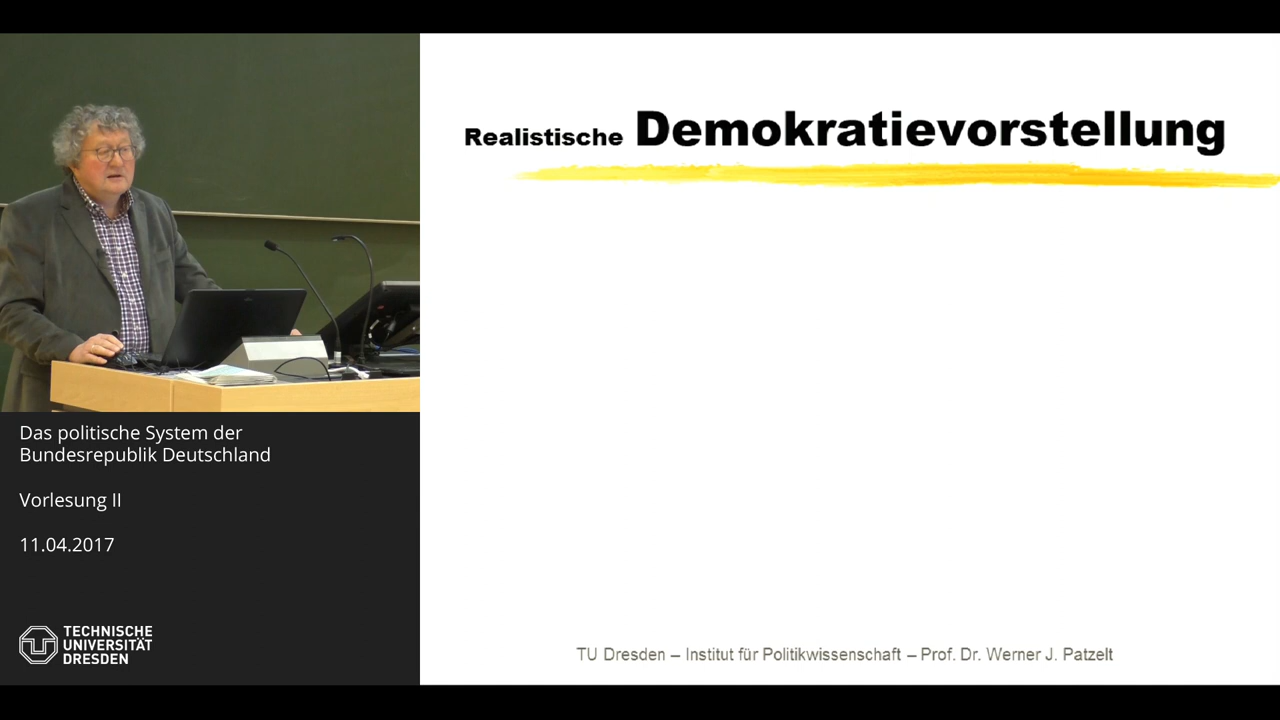 Realistische Demokratievorstellung
Das politische System der
Bundesrepublik Deutschland
Vorlesung II
11.04.2017
TECHNISCHE
UNIVERSITÄT
DRESDEN
TU Dresden – Institut für Politikwissenschaft – Prof. Dr. Werner J. Patzelt